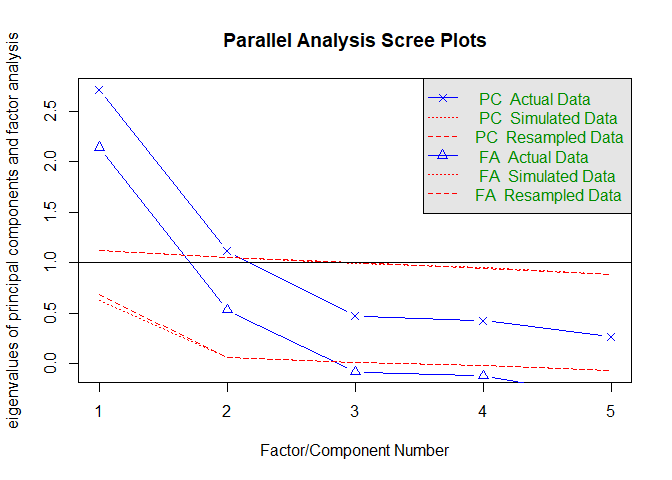 Parallel Analysis Scree Plots
eigenvalues of principal components and factor analysis
2.5
2.0
1.5
1.0
0.5
0.0
PC Actual Data
PC Simulated Data
PC Resampled Data
FA Actual Data
FA Simulated Data
FA Resampled Data
1 2 3 4 5
Factor/Component Number